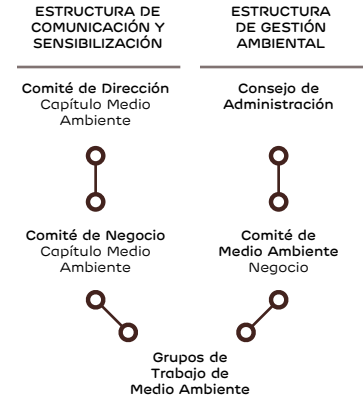 ESTRUCTURA DE
COMUNICACIÓN Y
SENSIBILIZACIÓN
Comité de Dirección
Capítulo Medio
Ambiente
Comité de Negocio
Capítulo Medio
Ambiente
ESTRUCTURA
DE GESTIÓN
AMBIENTAL
Consejo de
Administración
Comité de
Medio Ambiente
Negocio
Grupos de
Trabajo de
Medio Ambiente